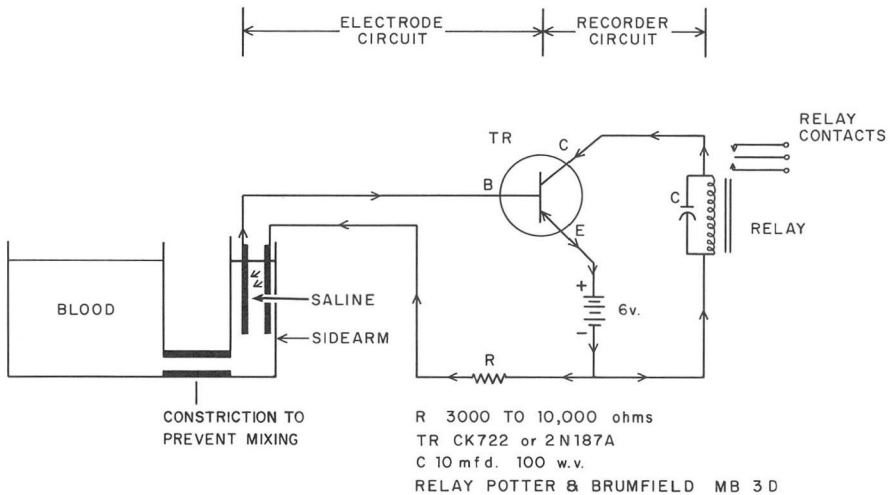 ELECTRODE CIRCUIT
RECORDER CIRCUIT
TR
C
B
E
RELAY CONTACTS
C
RELAY
BLOOD
SALINE
SIDEARM
+
6v.
-
R
CONSTRICTION TO
PREVENT MIXING
R 3000 TO 10,000 ohms
TR CK722 or 2N187A
C 10 mfd. 100 w.v.
RELAY POTTER & BRUMFIELD MB 3D